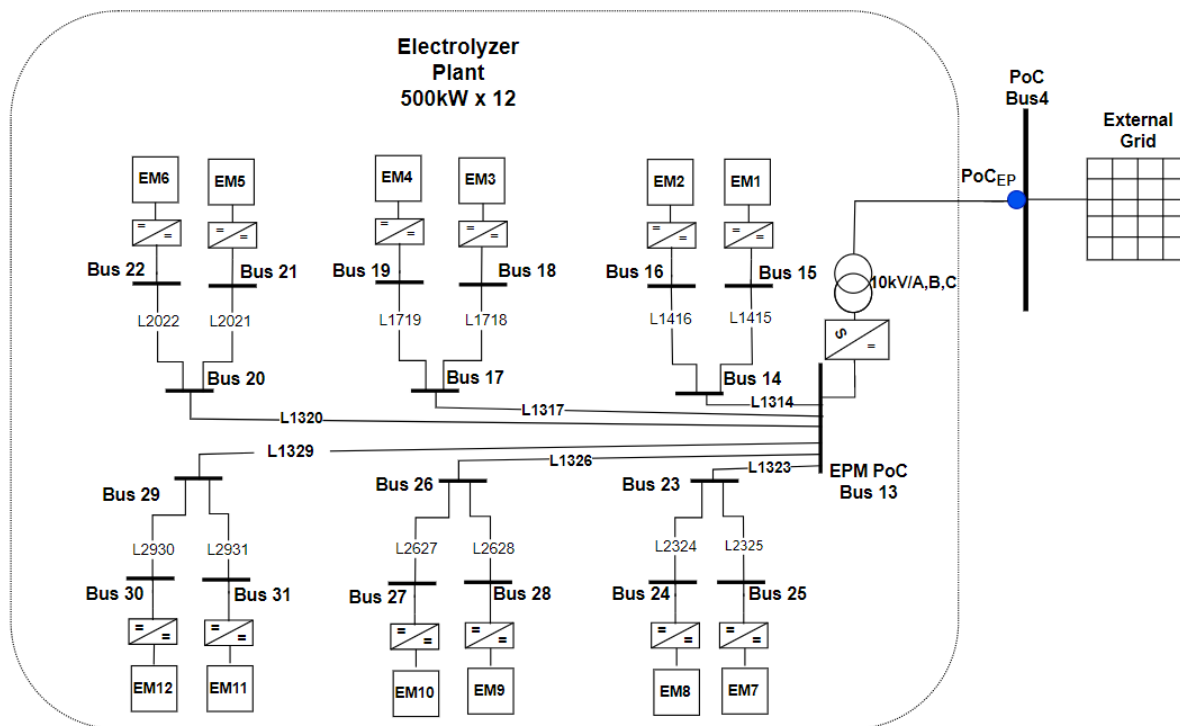 Electrolyzer
Plant
500kW x 12
PoC
Bus4
External
Grid
PoC_EP
EM6
EM5
EM4
EM3
EM2
EM1
= =
= =
= =
= =
= =
= =
Bus 22
Bus 21
Bus 19
Bus 18
Bus 16
Bus 15
10kV/A,B,C
L2022
L2021
L1719
L1718
L1416
L1415
S =
Bus 20
Bus 17
Bus 14
L1320
L1317
L1314
L1329
L1326
L1323
EPM PoC
Bus 13
Bus 29
Bus 26
Bus 23
L2930
L2931
L2627
L2628
L2324
L2325
Bus 30
Bus 31
Bus 27
Bus 28
Bus 24
Bus 25
= =
= =
= =
= =
= =
= =
EM12
EM11
EM10
EM9
EM8
EM7